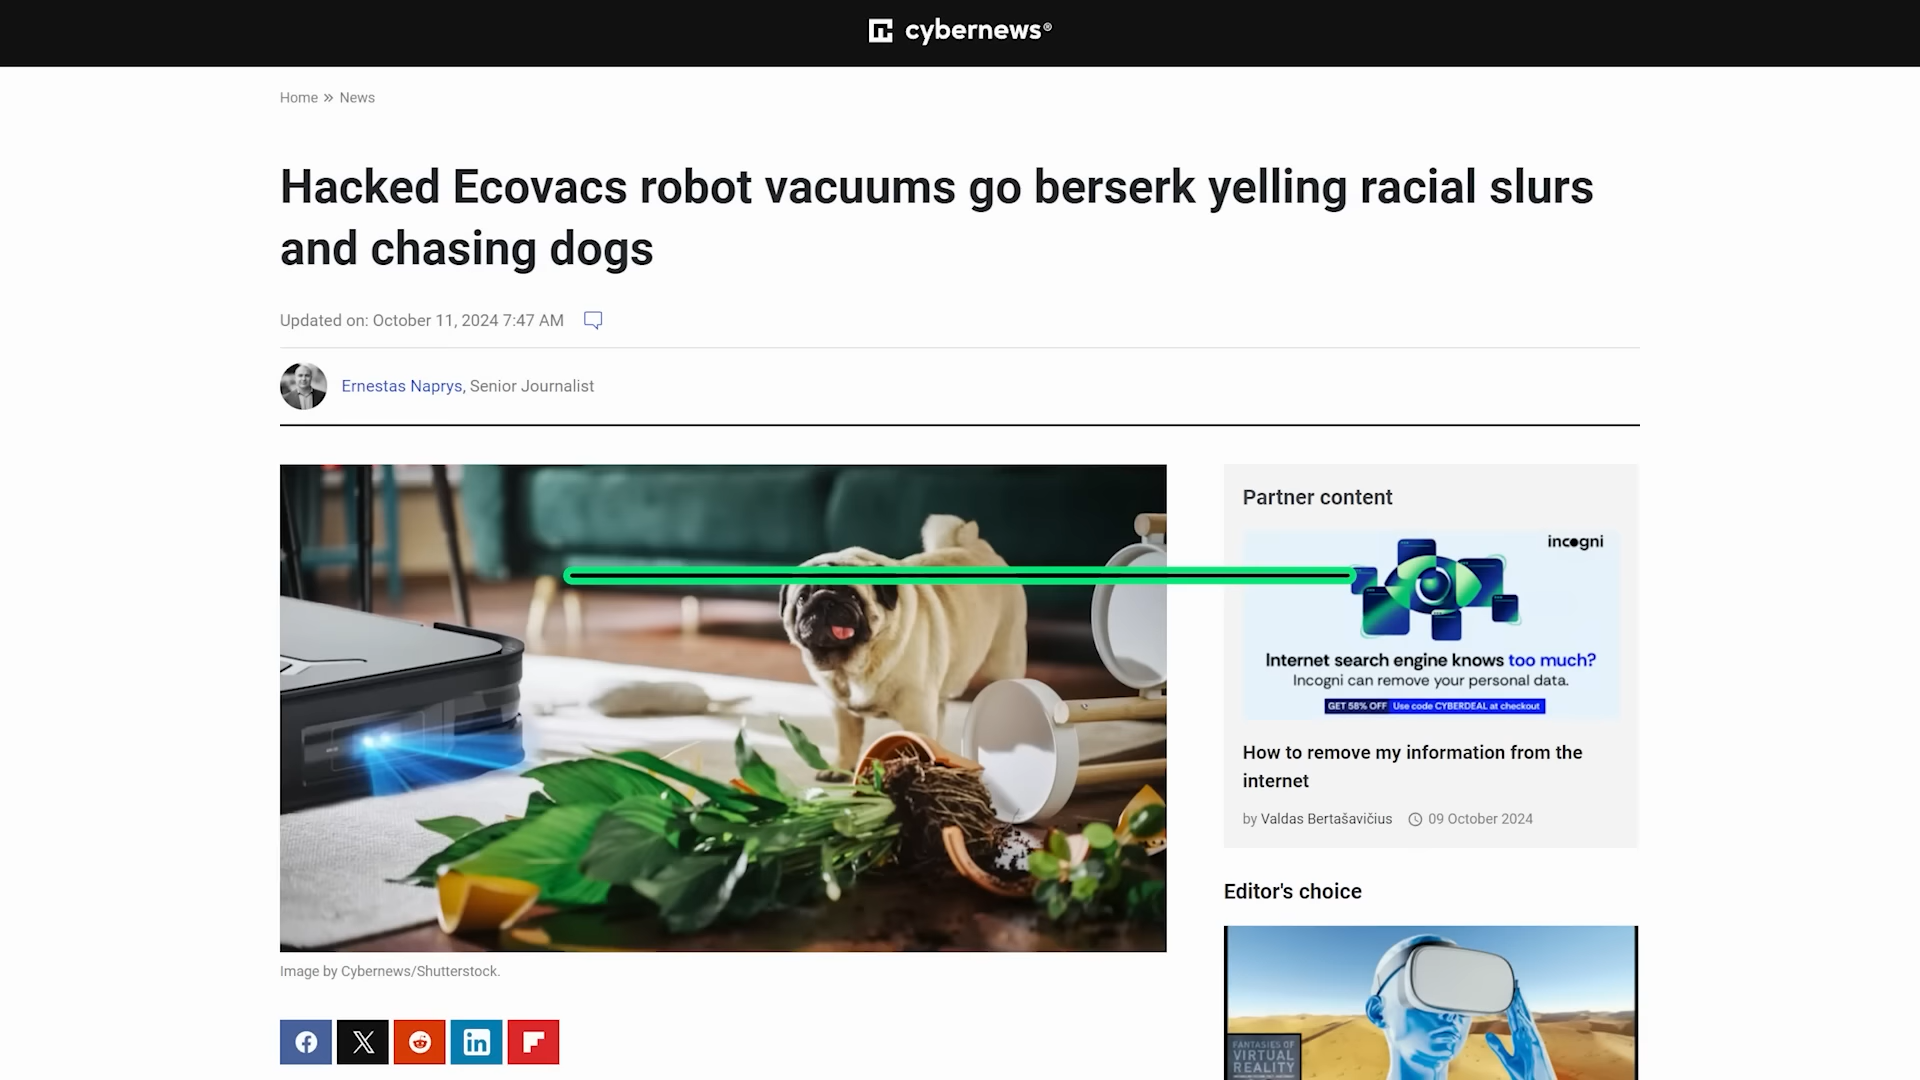 cybernews®
Home » News
Hacked Ecovacs robot vacuums go berserk yelling racial slurs
and chasing dogs
Updated on: October 11, 2024 7:47 AM
Ernestas Naprys, Senior Journalist
Partner content
incogni
Internet search engine knows too much?
Incogni can remove your personal data.
GET 58% OFF Use code CYBERDEAL at checkout
How to remove my information from the
internet
by Valdas Bertašavičius 09 October 2024
Editor's choice
FANTASIES OF
VIRTUAL
REALITY
Image by Cybernews/Shutterstock.